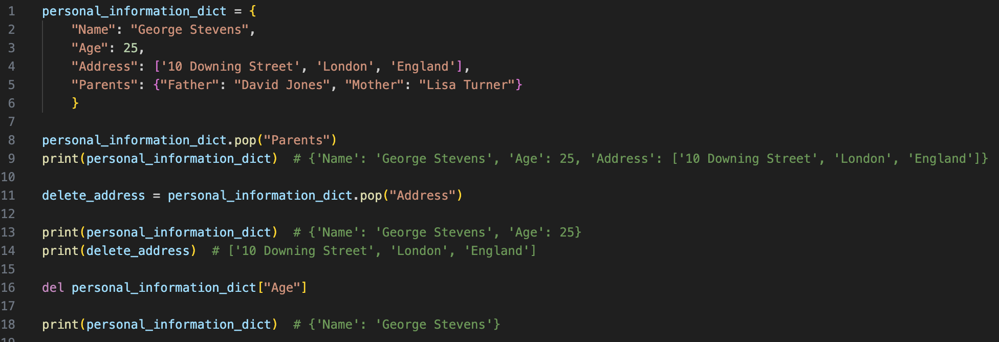 1 personal_information_dict = {
2 "Name": "George Stevens",
3 "Age": 25,
4 "Address": ['10 Downing Street', 'London', 'England'],
5 "Parents": {"Father": "David Jones", "Mother": "Lisa Turner"}
6 }
7
8 personal_information_dict.pop("Parents")
9 print(personal_information_dict)  # {'Name': 'George Stevens', 'Age': 25, 'Address': ['10 Downing Street', 'London', 'England']}
10
11 delete_address = personal_information_dict.pop("Address")
12
13 print(personal_information_dict)  # {'Name': 'George Stevens', 'Age': 25}
14 print(delete_address)  # ['10 Downing Street', 'London', 'England']
15
16 del personal_information_dict["Age"]
17
18 print(personal_information_dict)  # {'Name': 'George Stevens'}
19